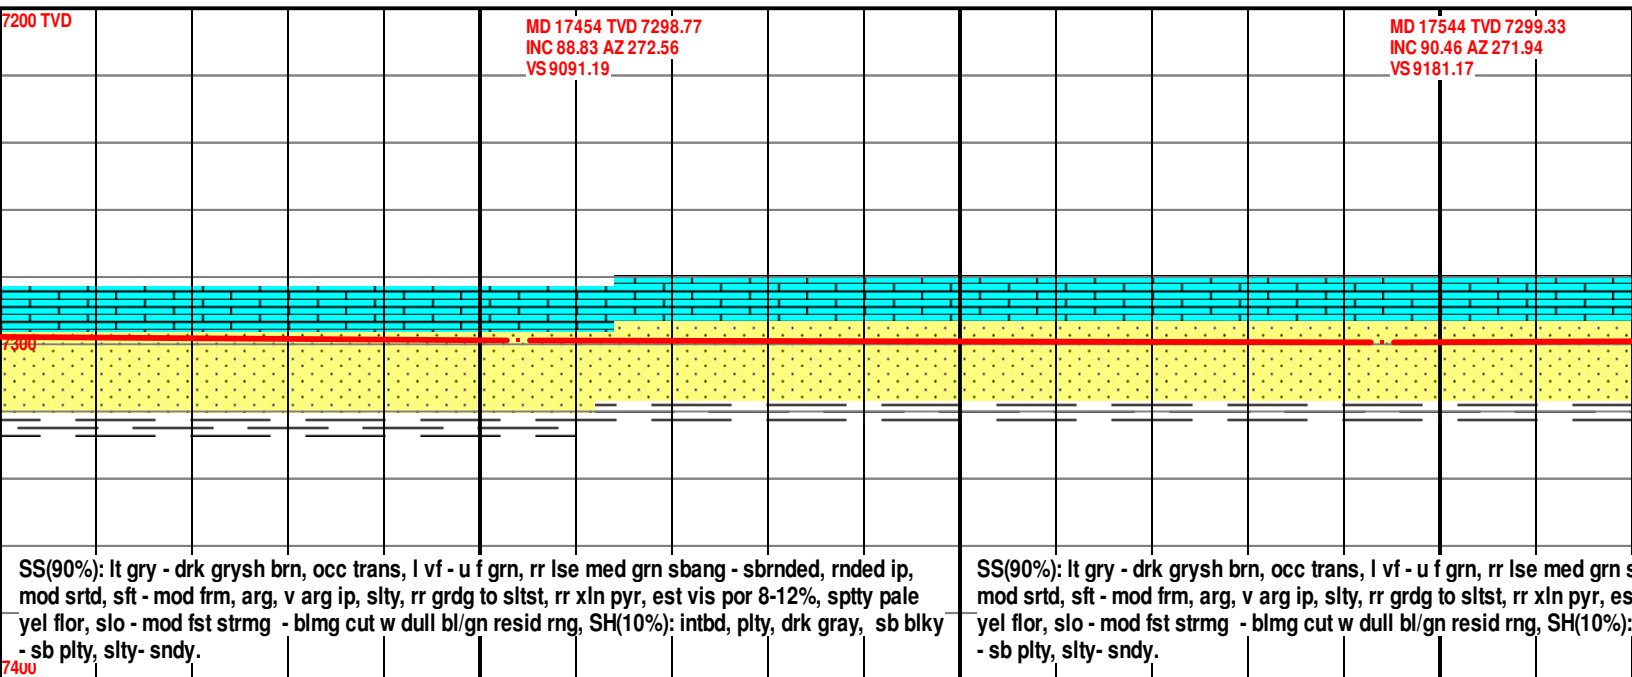 7200 TVD
MD 17454 TVD 7298.77
INC 88.83 AZ 272.56
VS 9091.19
MD 17544 TVD 7299.33
INC 90.46 AZ 271.94
VS 9181.17
7300
SS(90%): lt gry - drk grysh brn, occ trans, l vf - u f grn, rr lse med grn sbang - sbrnded, rnded ip,
mod srtd, sft - mod frm, arg, v arg ip, slty, rr grdg to sltst, rr xln pyr, est vis por 8-12%, sptty pale
yel flor, slo - mod fst strmg - blmg cut w dull bl/gn resid rng, SH(10%): intbd, plty, drk gray, sb blky
- sb plty, slty- sndy.
SS(90%): lt gry - drk grysh brn, occ trans, l vf - u f grn, rr lse med grn s
mod srtd, sft - mod frm, arg, v arg ip, slty, rr grdg to sltst, rr xln pyr, es
yel flor, slo - mod fst strmg - blmg cut w dull bl/gn resid rng, SH(10%):
- sb plty, slty- sndy.
7400